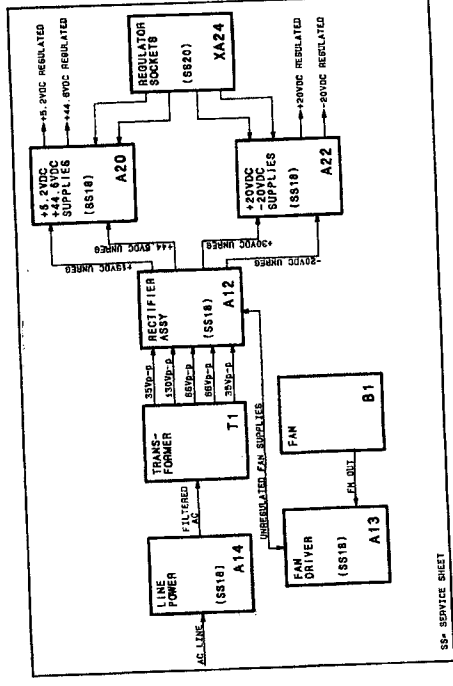 AC LINE
LINE
POWER
(SS18)
A14
FILTERED
AC
TRANS-
FORMER
T1
35Vp-p
130Vp-p
66Vp-p
66Vp-p
35Vp-p
RECTIFIER
ASSY
(SS18)
A12
+15VDC UNREG
+44.6VDC UNREG
+30VDC UNREG
-20VDC UNREG
+5.2VDC
+44.6VDC
SUPPLIES
(SS18)
A20
+5.2VDC REGULATED
+44.6VDC REGULATED
REGULATOR
SOCKETS
(SS20)
XA24
+20VDC
-20VDC
SUPPLIES
(SS18)
A22
+20VDC REGULATED
-20VDC REGULATED
UNREGULATED FAN SUPPLIES
FAN
DRIVER
(SS18)
A13
FM OUT
FAN
B1
SS= SERVICE SHEET